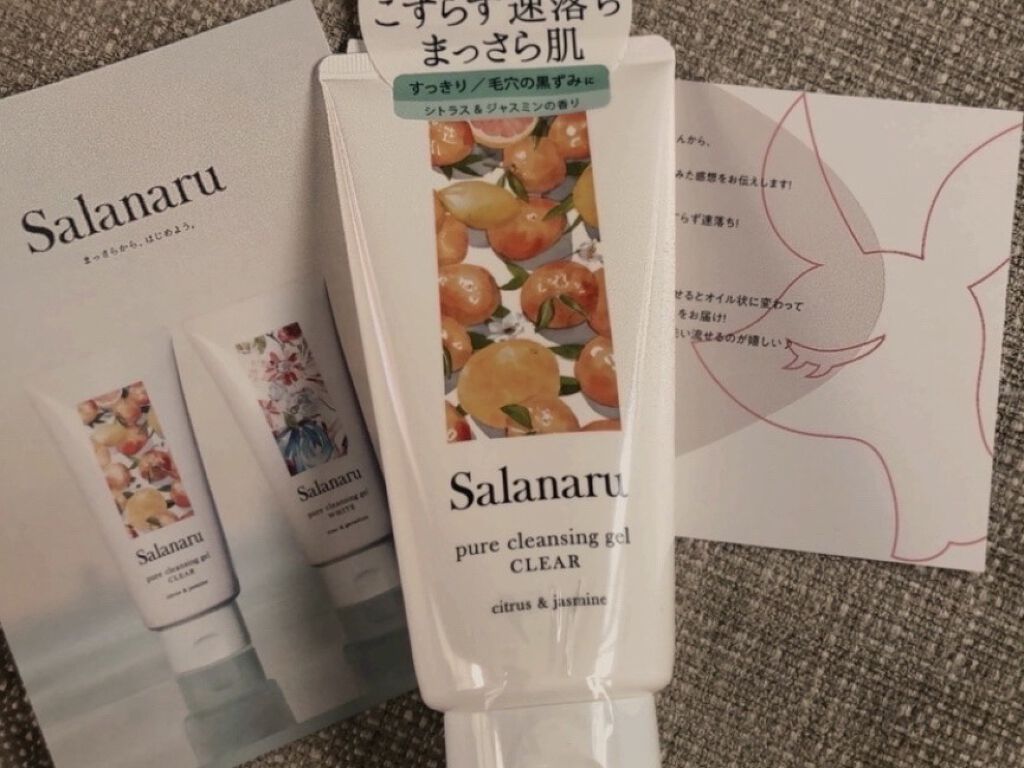 こすらず速落ち
まっさら肌
すっきり／毛穴の黒ずみに
シトラス&ジャスミンの香り
Salanaru
pure cleansing gel
CLEAR
citrus & jasmine
Salanaru
まっさらから、はじめよう。
Salanaru
pure cleansing gel
CLEAR
citrus & jasmine
Salanaru
pure cleansing gel
WHITE
んから、
みた感想をお伝えします!
すらず速落ち!
せるとオイル状に変わって
をお届け!
い流せるのが嬉しい♪